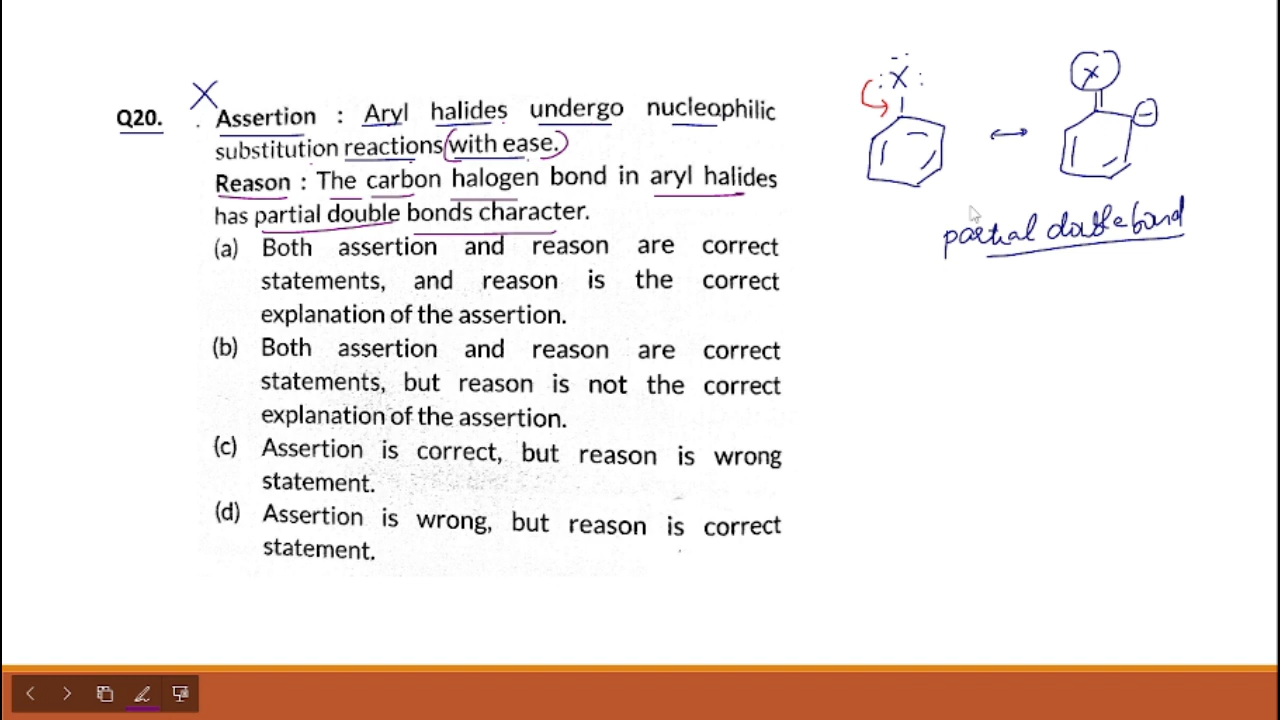 Q20. Assertion : Aryl halides undergo nucleophilic
substitution reactions with ease.
Reason : The carbon halogen bond in aryl halides
has partial double bonds character.
(a) Both assertion and reason are correct
statements, and reason is the correct
explanation of the assertion.
(b) Both assertion and reason are correct
statements, but reason is not the correct
explanation of the assertion.
(c) Assertion is correct, but reason is wrong
statement.
(d) Assertion is wrong, but reason is correct
statement.
X
X
partial double bond